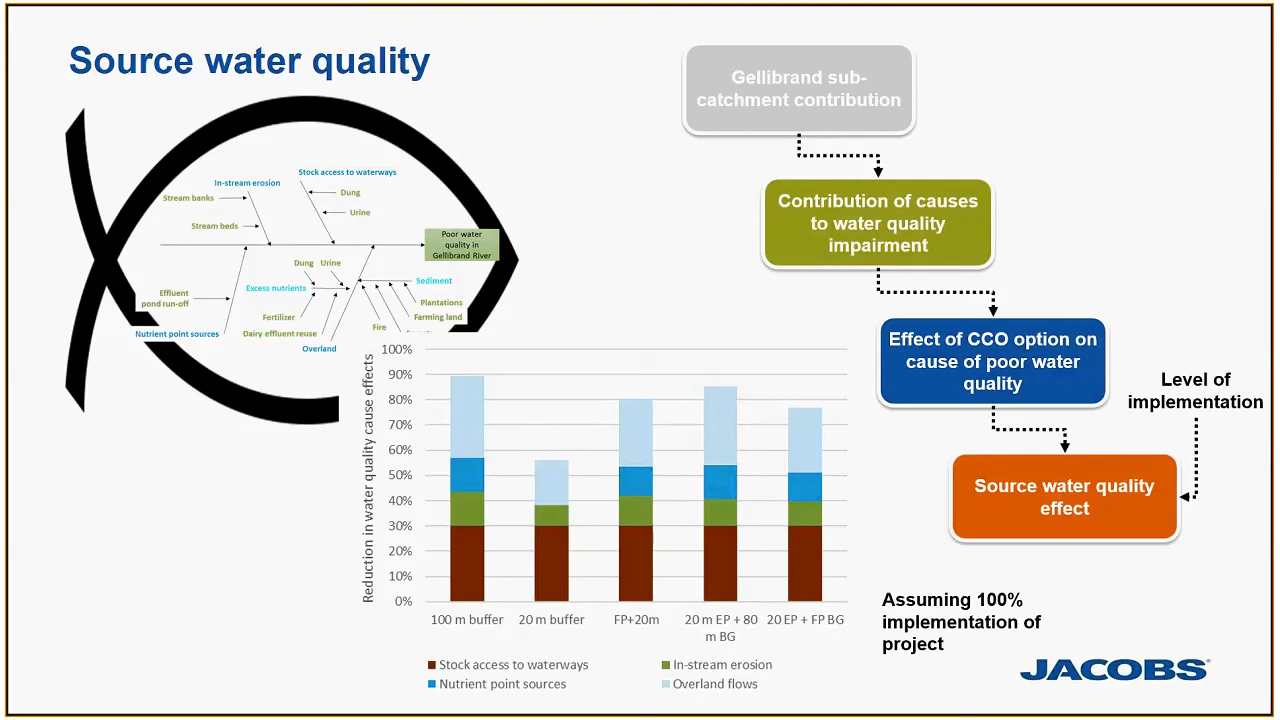 Source water quality
Gellibrand sub-
catchment contribution
Contribution of causes
to water quality
impairment
Effect of CCO option on
cause of poor water
quality
Level of
implementation
Source water quality
effect
Assuming 100%
implementation of
project
JACOBS
Stock access to waterways
In-stream erosion
Dung
Stream banks
Urine
Stream beds
Poor water
quality in
Gellibrand River
Dung
Urine
Excess nutrients
Sediment
Effluent
pond run-off
Plantations
Fertilizer
Farming land
Fire
Nutrient point sources
Dairy effluent reuse
Overland
Reduction in water quality cause effects
100%
90%
80%
70%
60%
50%
40%
30%
20%
10%
0%
100 m buffer
20 m buffer
FP+20m
20 m EP + 80
m BG
20 EP + FP BG
Stock access to waterways
In-stream erosion
Nutrient point sources
Overland flows